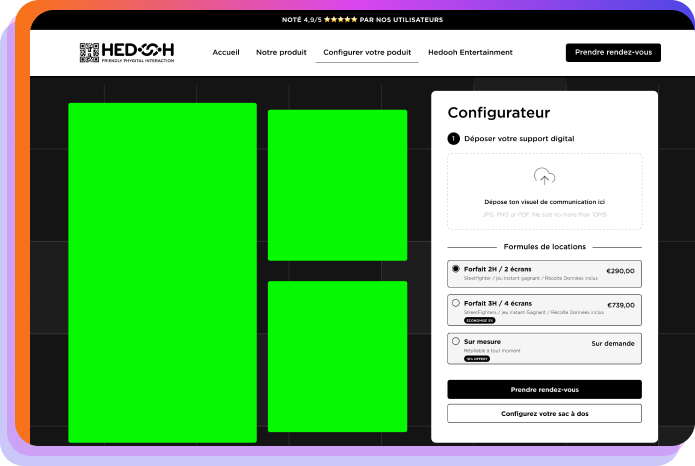 NOTÉ 4,9/5 ⭐⭐⭐⭐⭐ PAR NOS UTILISATEURS
HEDOOH
FRIENDLY PHYGITAL INTERACTION
Accueil
Notre produit
Configurer votre poduit
Hedooh Entertainment
Prendre rendez-vous
Configurateur
1 Déposer votre support digital
Dépose ton visuel de communication ici
JPG, PNG or PDF, file size no more than 10MB
Formules de locations
Forfait 2H / 2 écrans
€290,00
Streetfighter / jeu instant gagnant / Récolte Données inclus
Forfait 3H / 4 écrans
€739,00
StreetFighters / jeu instant Gagnant / Récolte Données inclus
ÉCONOMISE 5%
Sur mesure
Sur demande
Résiliable à tout moment
10% OFFERT
Prendre rendez-vous
Configurez votre sac à dos